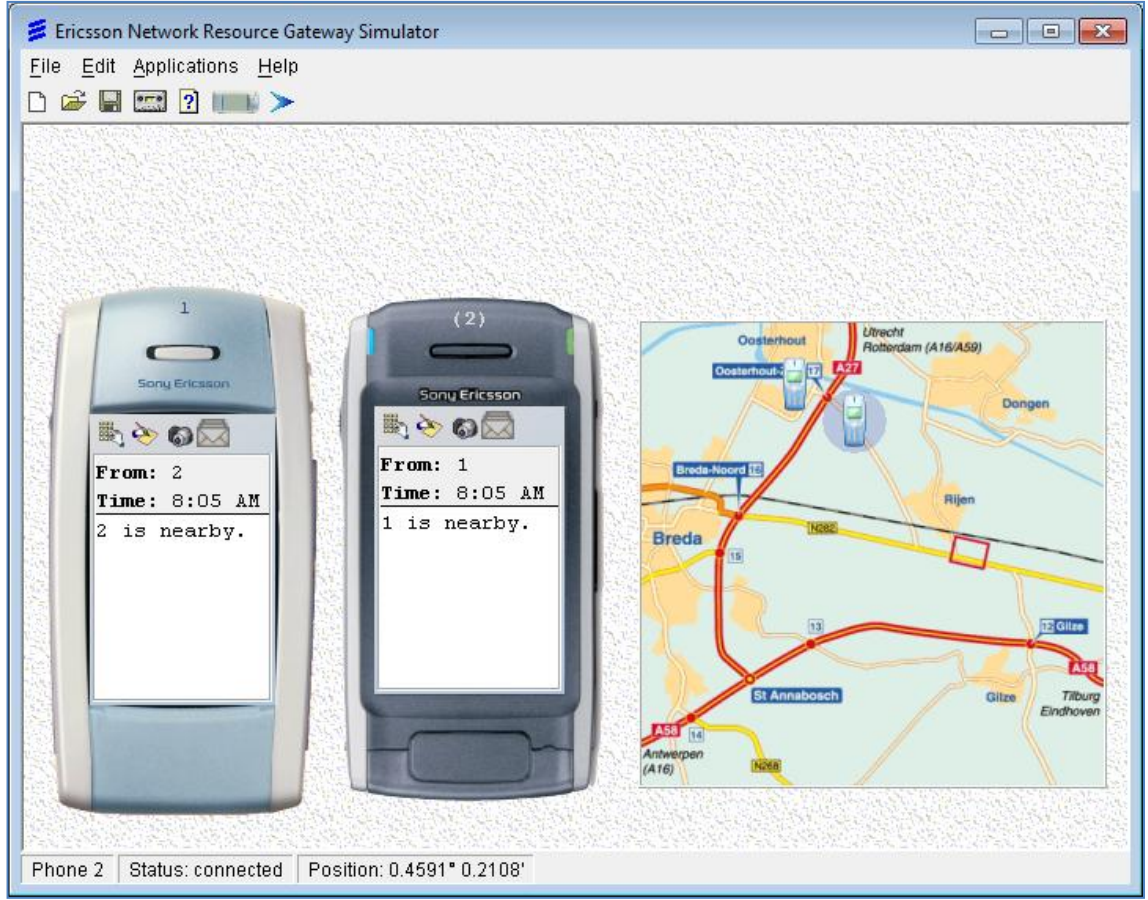 Ericsson Network Resource Gateway Simulator
File Edit Applications Help
1
Sony Ericsson
From: 2
Time: 8:05 AM
2 is nearby.
(2)
Sony Ericsson
From: 1
Time: 8:05 AM
1 is nearby.
Utrecht
Rotterdam (A16/A59)
Oosterhout
Oosterhout-Z 17
A27
Dongen
Breda-Noord 16
Rijen
N282
Breda
15
13
12 Gilze
A58
St Annabosch
Gilze
Tilburg
Eindhoven
A58
14
Antwerpen
(A16)
N268
Phone 2 Status: connected Position: 0.4591° 0.2108'